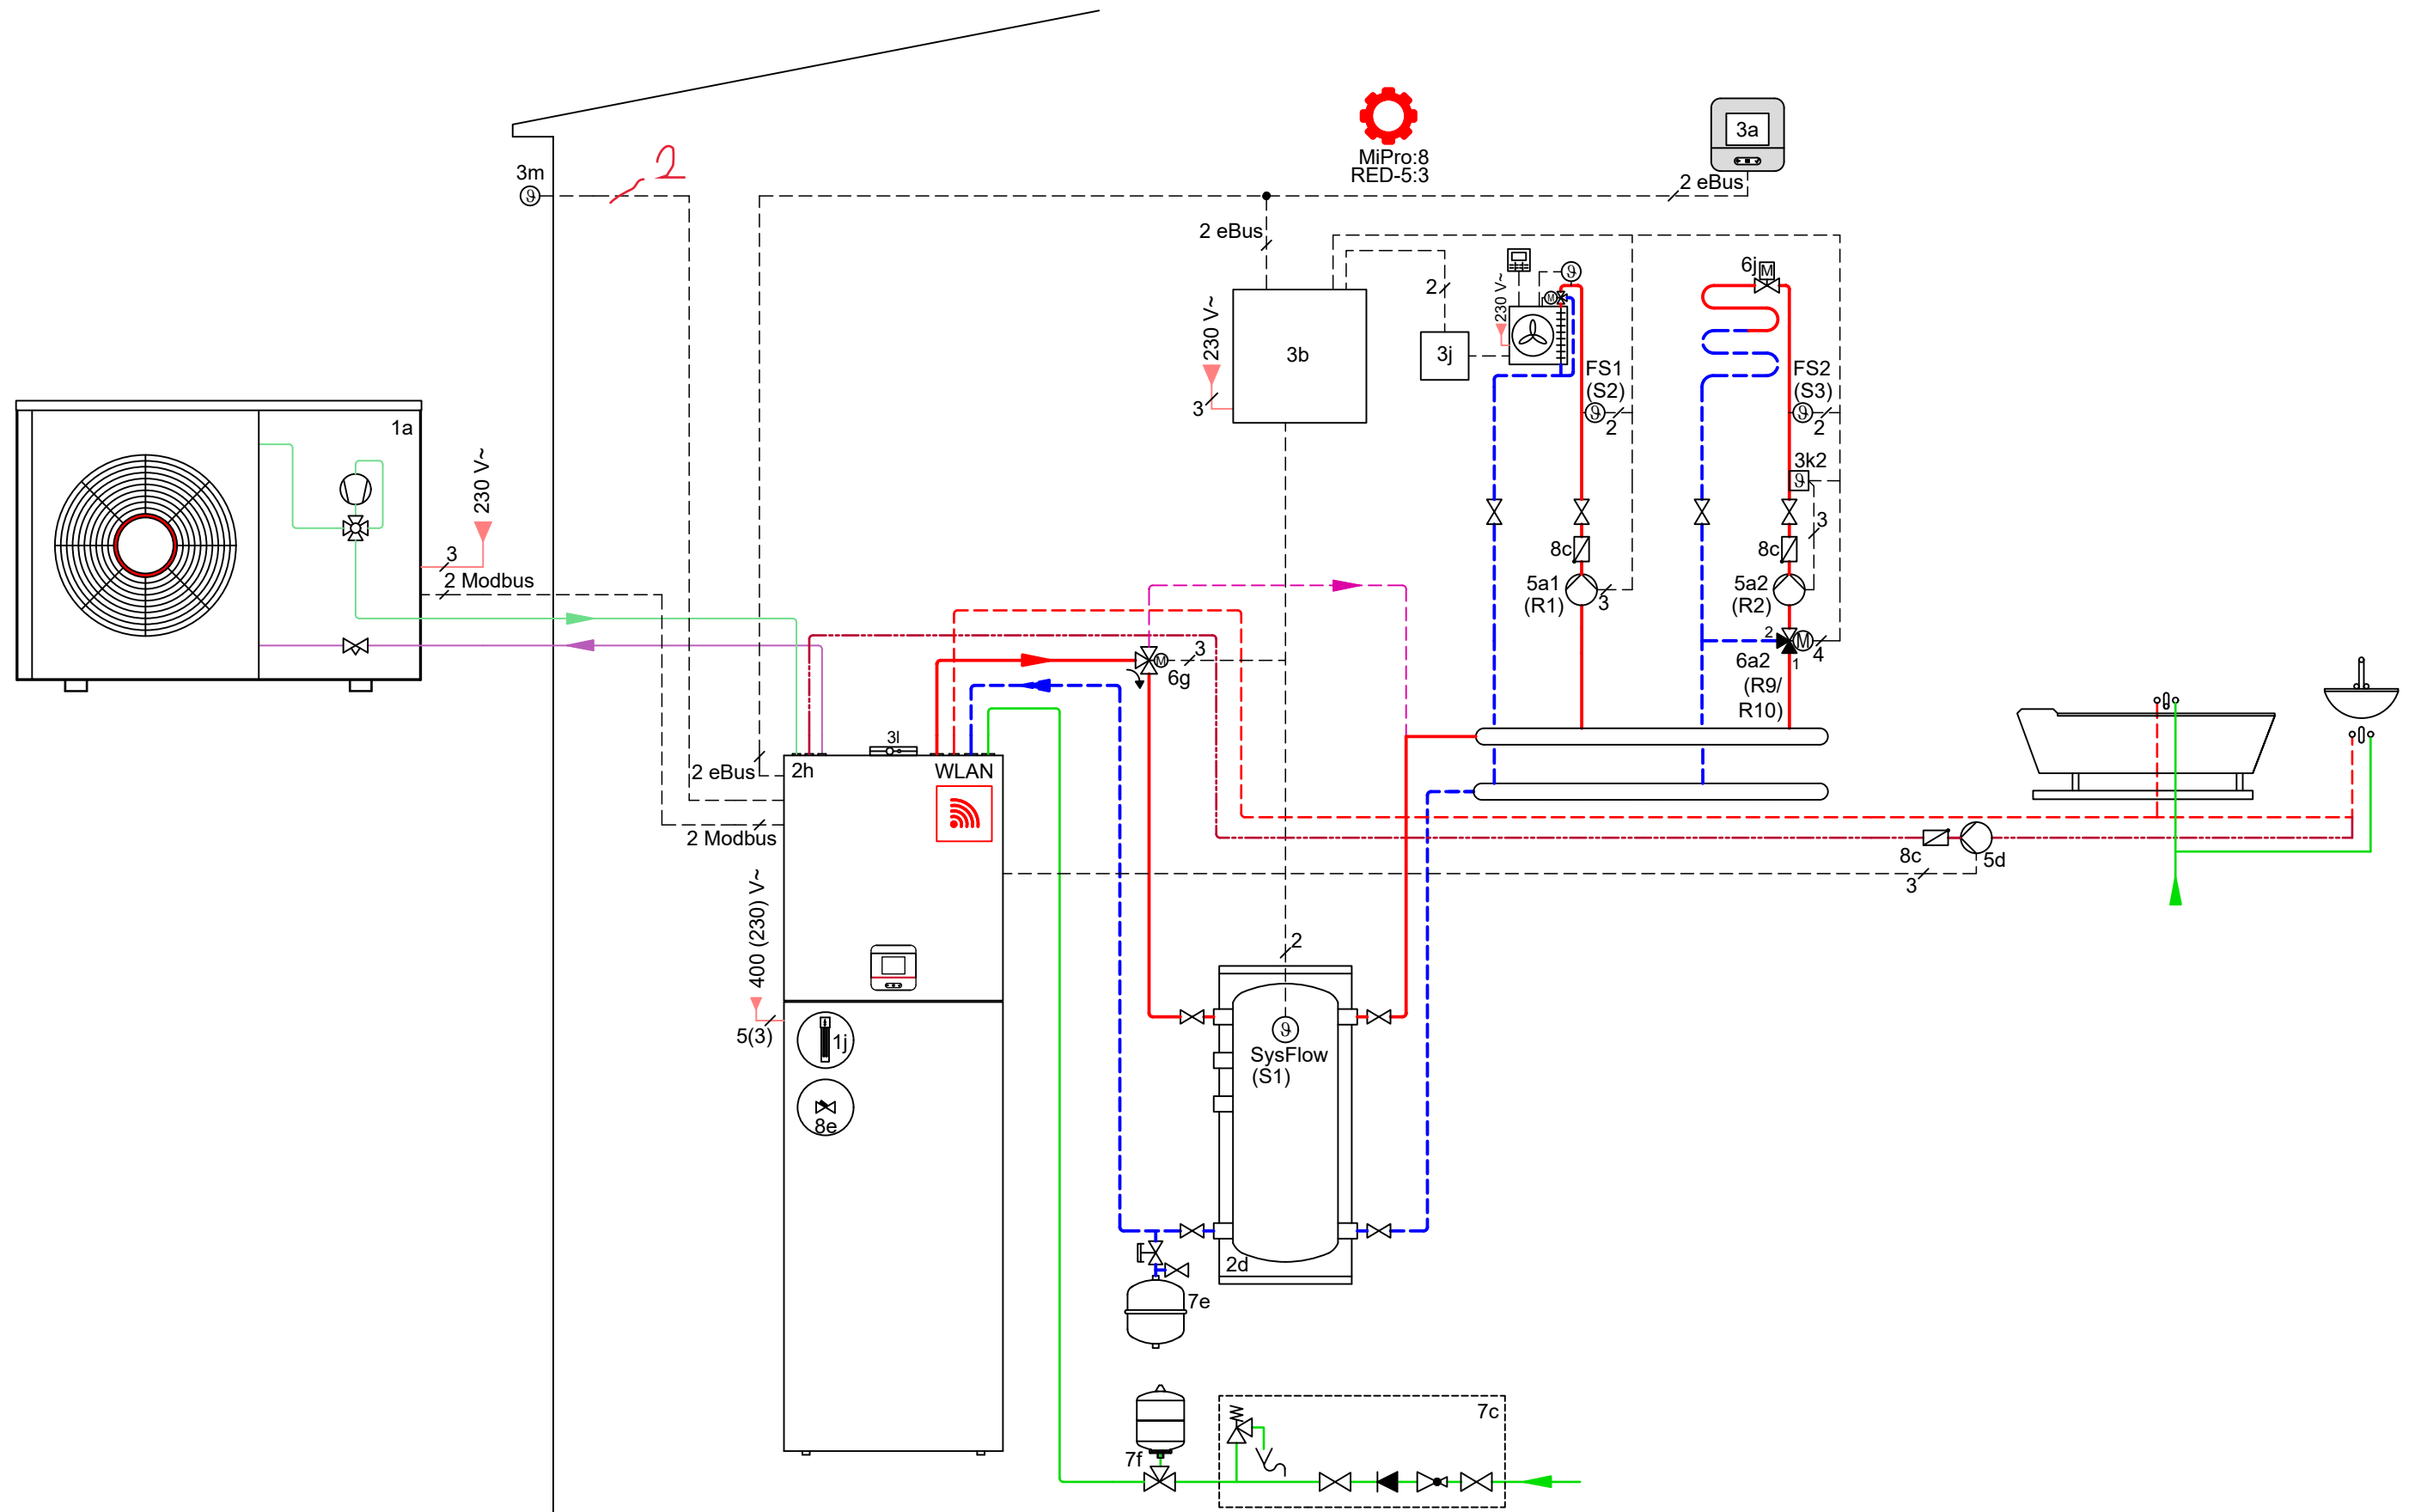 MiPro:8
RED-5:3
3a
2 eBus
3m
2
2 eBus
230 V~
3
3b
2
3j
230 V~
M
ϑ
6j
M
FS1
(S2)
ϑ
2
FS2
(S3)
ϑ
2
3k2
ϑ
3
8c
8c
5a1
(R1)
3
5a2
(R2)
2
M
4
1
6a2
(R9/
R10)
1a
230 V~
3
2 Modbus
M
3
6g
3l
2 eBus
2h
WLAN
2 Modbus
400 (230) V~
5(3)
1j
8e
8c
5d
3
2
ϑ
SysFlow
(S1)
2d
7e
7f
7c